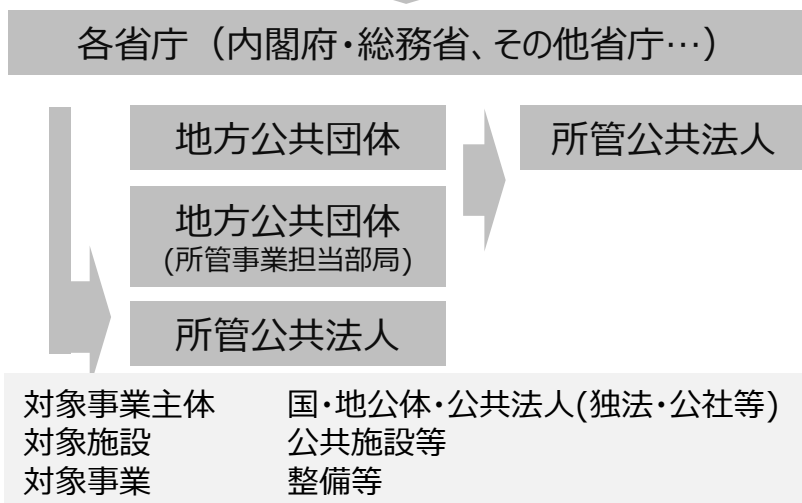 各省庁（内閣府・総務省、その他省庁…）
地方公共団体
所管公共法人
地方公共団体
(所管事業担当部局)
所管公共法人
対象事業主体 国・地公体・公共法人(独法・公社等)
対象施設 公共施設等
対象事業 整備等